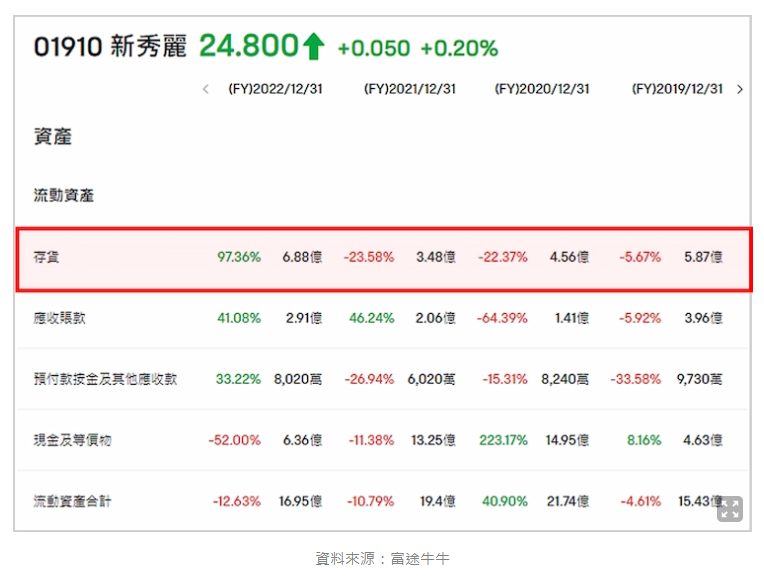 01910 新秀麗 24.800 +0.050 +0.20%
(FY)2022/12/31 (FY)2021/12/31 (FY)2020/12/31 (FY)2019/12/31
資產
流動資產
存貨 97.36% 6.88億 -23.58% 3.48億 -22.37% 4.56億 -5.67% 5.87億
應收賬款 41.08% 2.91億 46.24% 2.06億 -64.39% 1.41億 -5.92% 3.96億
預付款按金及其他應收款 33.22% 8,020萬 -26.94% 6,020萬 -15.31% 8,240萬 -33.58% 9,730萬
現金及等價物 -52.00% 6.36億 -11.38% 13.25億 223.17% 14.95億 8.16% 4.63億
流動資產合計 -12.63% 16.95億 -10.79% 19.4億 40.90% 21.74億 -4.61% 15.43億
資料來源：富途牛牛